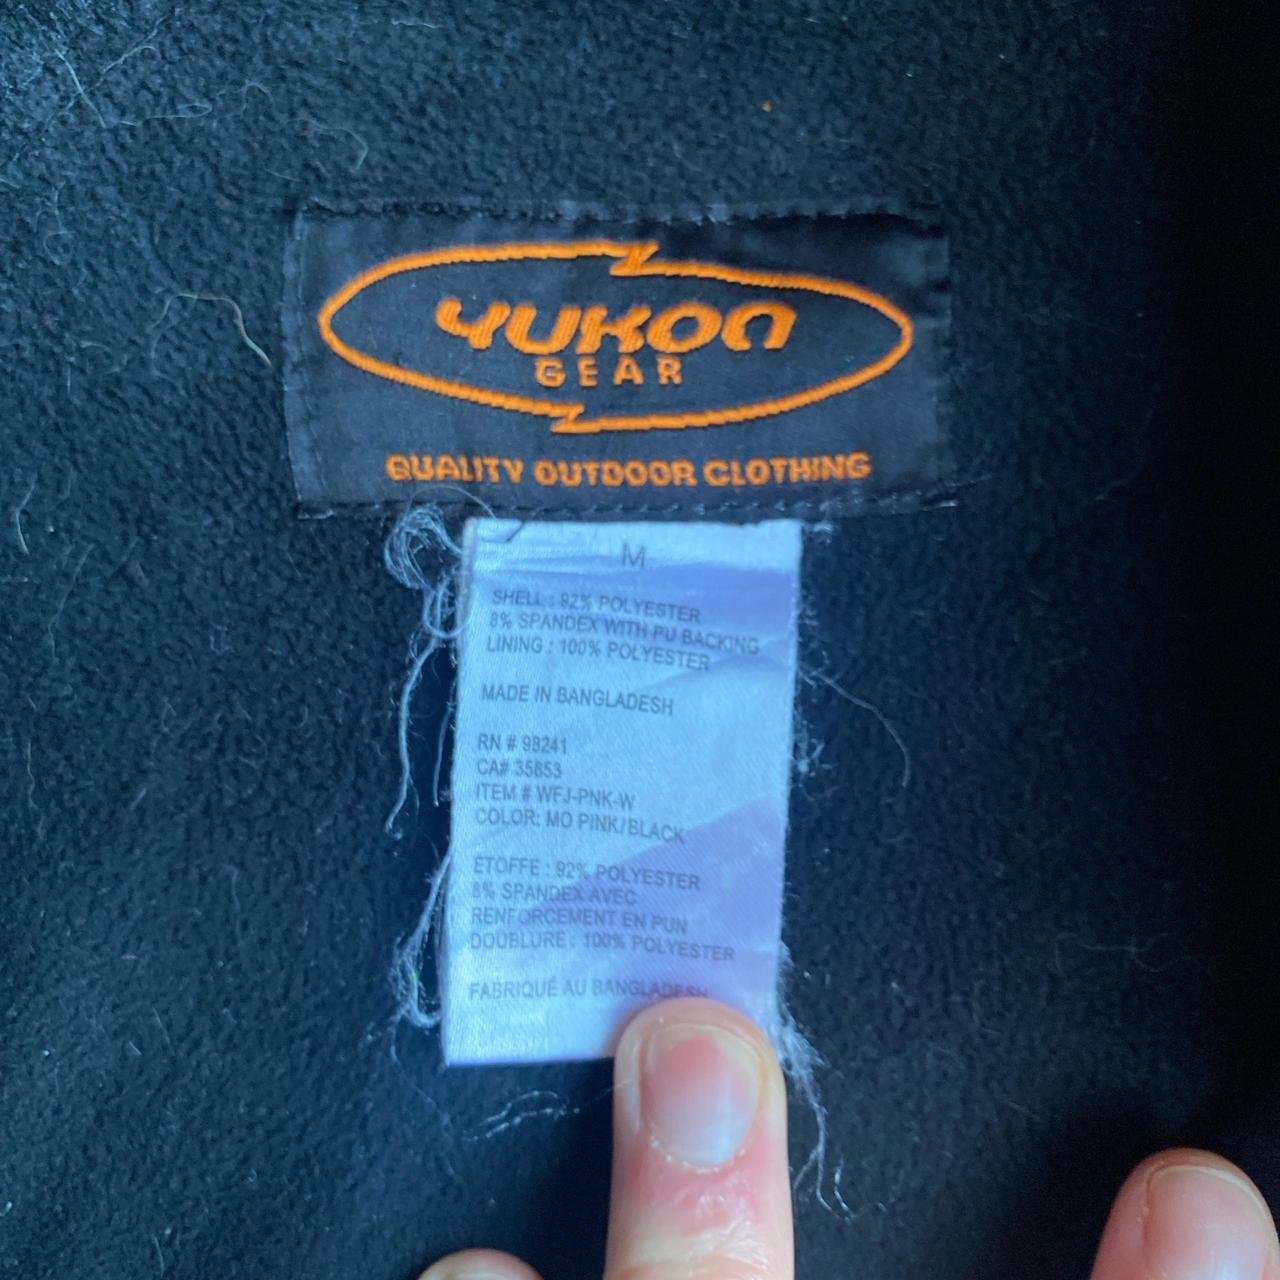 YUKON
GEAR
QUALITY OUTDOOR CLOTHING
M
SHELL : 92% POLYESTER
8% SPANDEX WITH PU BACKING
LINING : 100% POLYESTER
MADE IN BANGLADESH
RN # 98241
CA# 35653
ITEM # WFJ-PNK-W
COLOR: MO PINK/BLACK
ÉTOFFE : 92% POLYESTER
8% SPANDEX AVEC
RENFORCEMENT EN PUN
DOUBLURE : 100% POLYESTER
FABRIQUÉ AU BANGLADESH